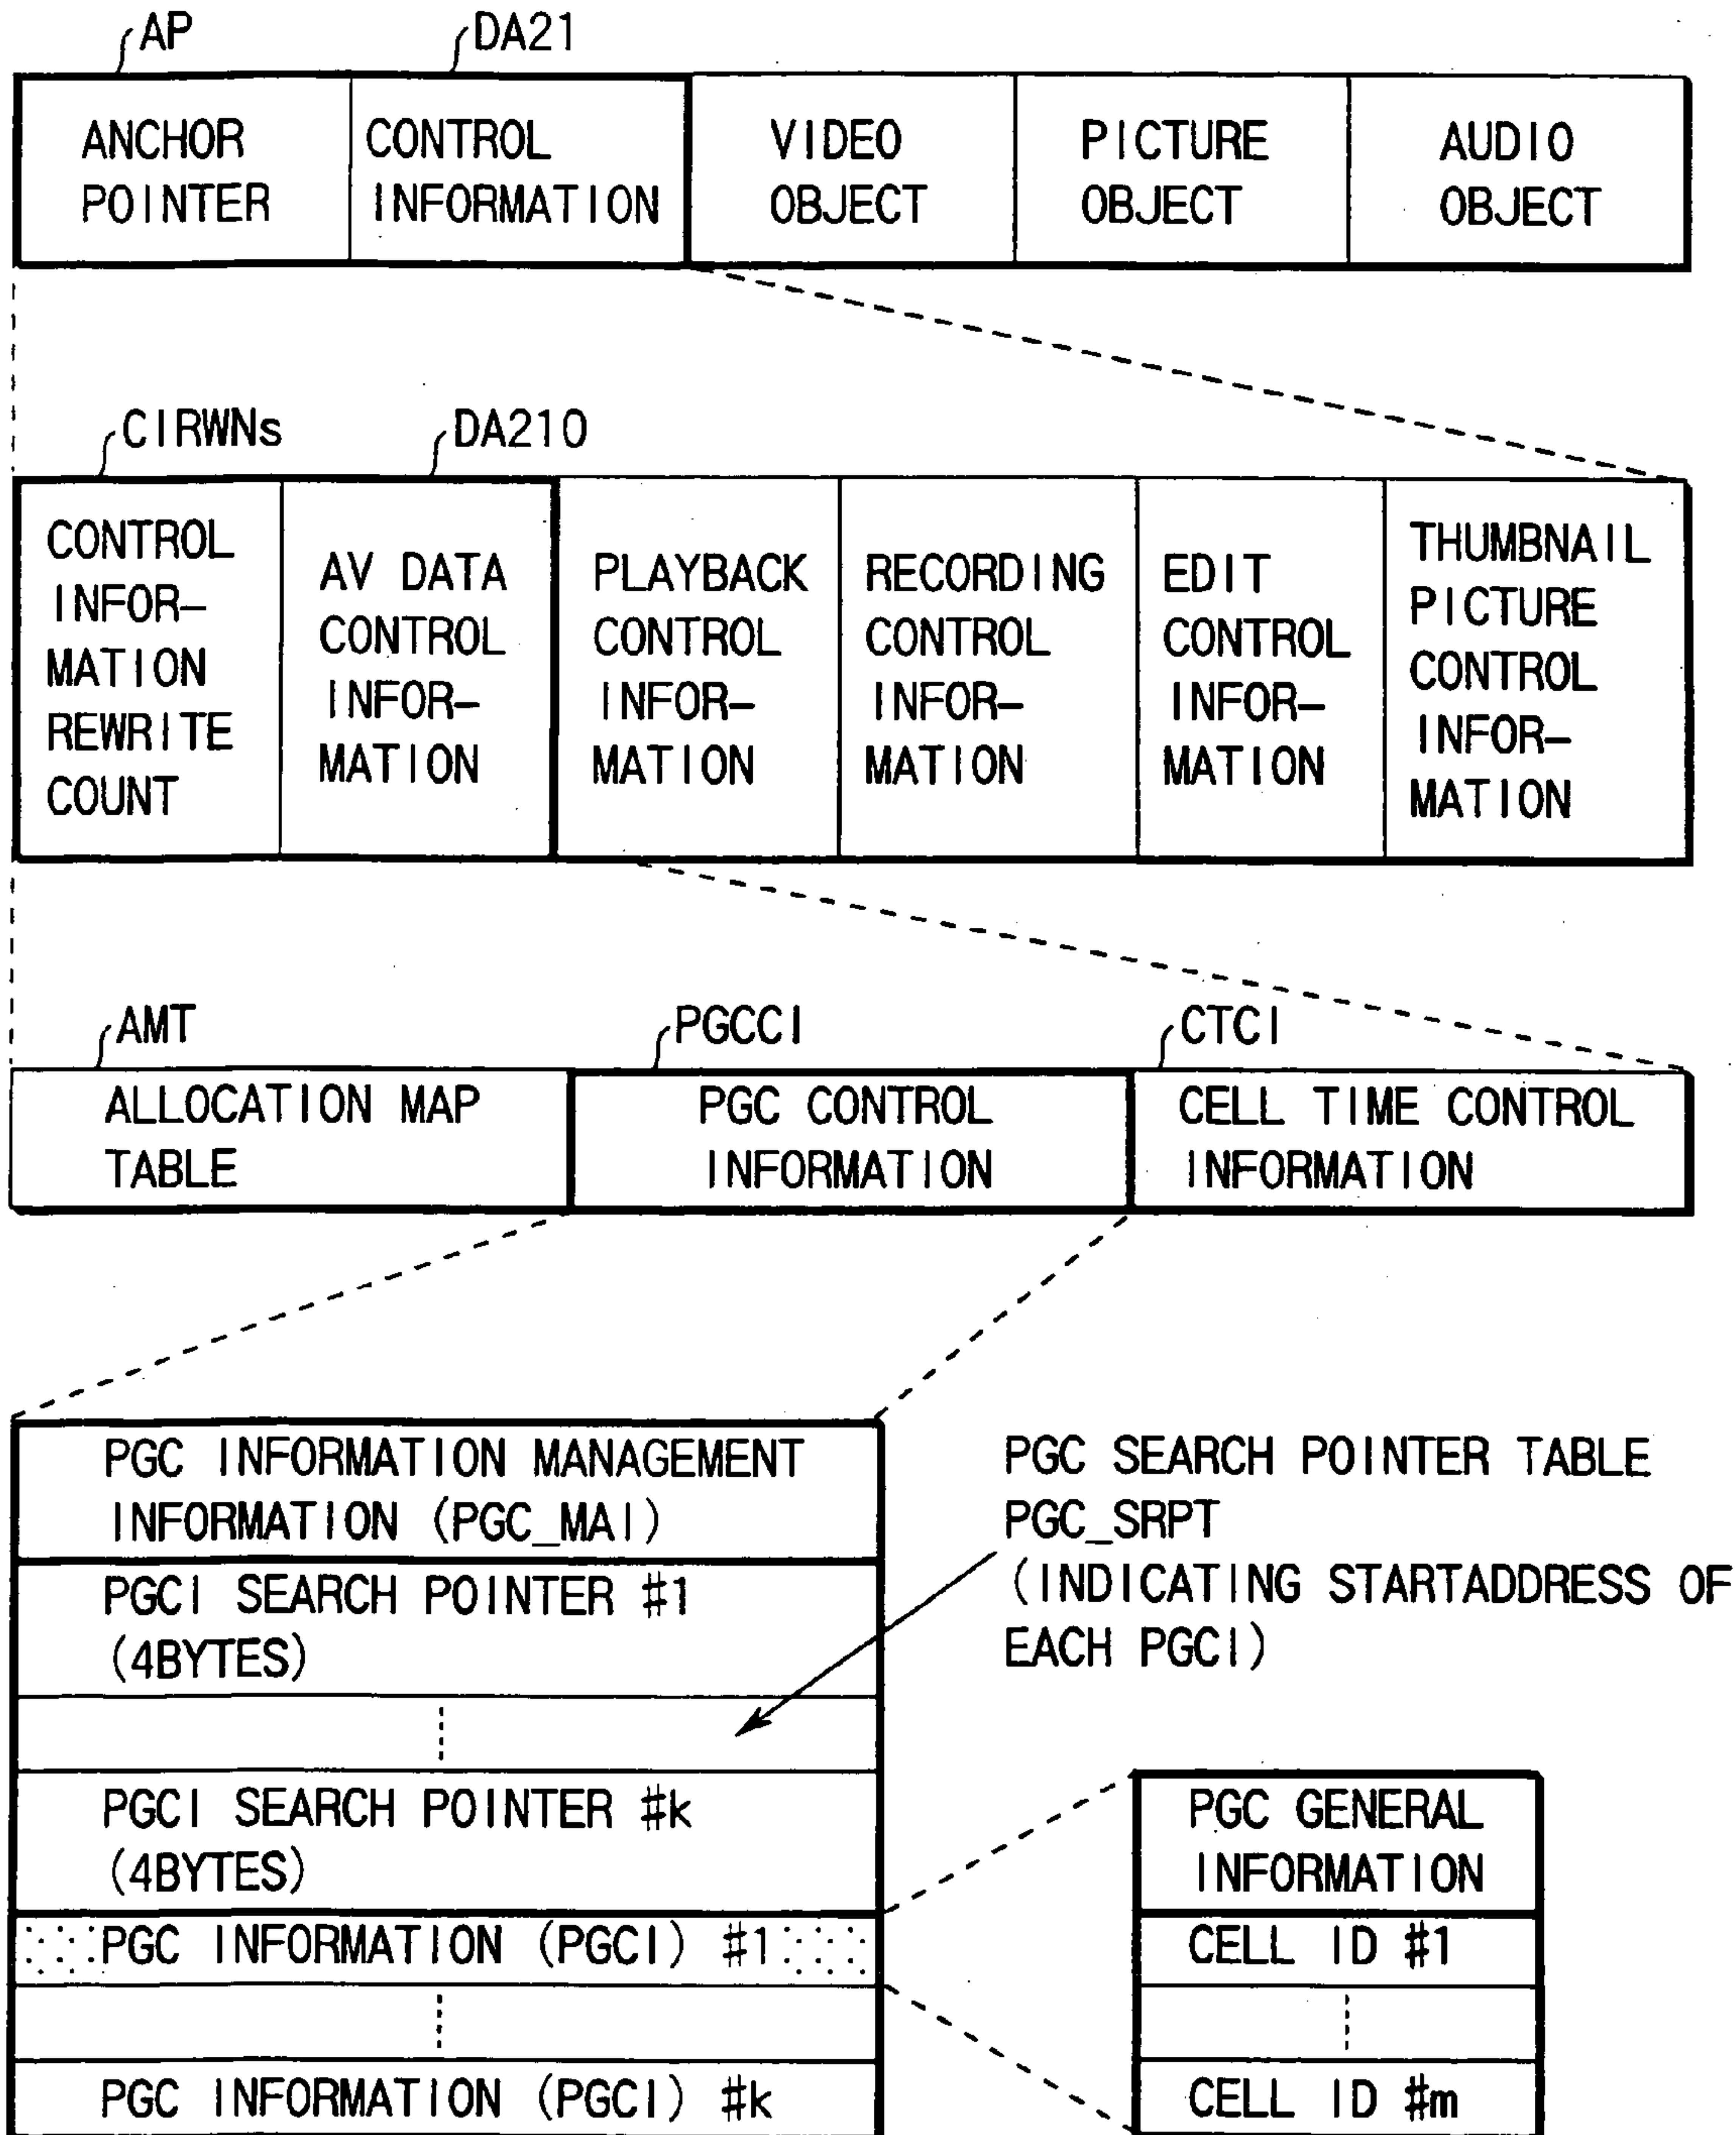 AP
DA21
ANCHOR
POINTER
CONTROL
INFORMATION
VIDEO
OBJECT
PICTURE
OBJECT
AUDIO
OBJECT
CIRWNs
DA210
CONTROL
INFOR-
MATION
REWRITE
COUNT
AV DATA
CONTROL
INFOR-
MATION
PLAYBACK
CONTROL
INFOR-
MATION
RECORDING
CONTROL
INFOR-
MATION
EDIT
CONTROL
INFOR-
MATION
THUMBNAIL
PICTURE
CONTROL
INFOR-
MATION
AMT
PGCCI
CTCI
ALLOCATION MAP
TABLE
PGC CONTROL
INFORMATION
CELL TIME CONTROL
INFORMATION
PGC INFORMATION MANAGEMENT
INFORMATION (PGC_MAI)
PGCI SEARCH POINTER #1
(4BYTES)
PGCI SEARCH POINTER #k
(4BYTES)
PGC INFORMATION (PGCI) #1
PGC INFORMATION (PGCI) #k
PGC SEARCH POINTER TABLE
PGC_SRPT
(INDICATING STARTADDRESS OF
EACH PGCI)
PGC GENERAL
INFORMATION
CELL ID #1
CELL ID #m